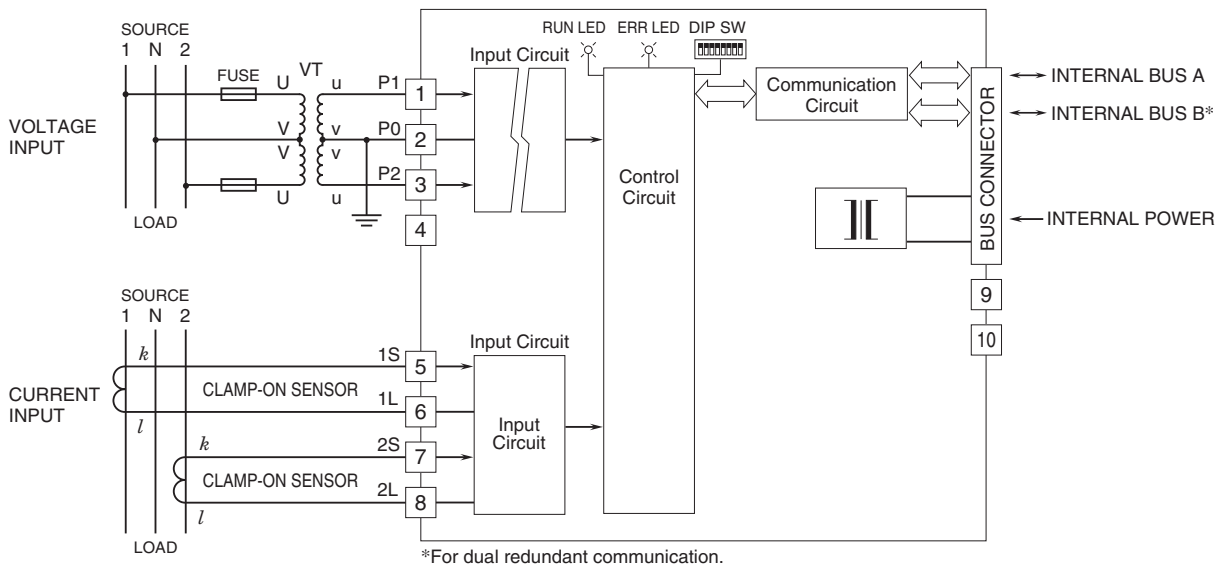 SOURCE
1 N 2
FUSE
U
VT
u
P1
1
VOLTAGE
INPUT
V
v
P0
2
V
v
P2
3
U
u
4
LOAD
RUN LED
ERR LED
DIP SW
Input Circuit
Control
Circuit
Communication
Circuit
BUS CONNECTOR
INTERNAL BUS A
INTERNAL BUS B*
INTERNAL POWER
9
10
SOURCE
1 N 2
k
1S
5
CURRENT
INPUT
CLAMP-ON SENSOR
1L
6
l
k
2S
7
CLAMP-ON SENSOR
2L
8
l
LOAD
Input Circuit
Input
Circuit
*For dual redundant communication.